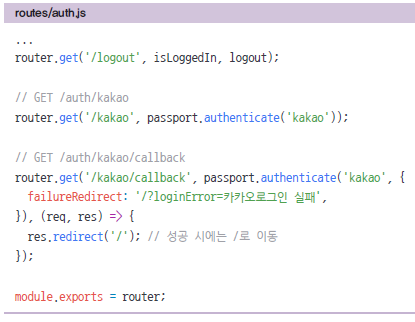 routes/auth.js
...
router.get('/logout', isLoggedIn, logout);
// GET /auth/kakao
router.get('/kakao', passport.authenticate('kakao'));
// GET /auth/kakao/callback
router.get('/kakao/callback', passport.authenticate('kakao', {
  failureRedirect: '/?loginError=카카오로그인 실패',
}), (req, res) => {
  res.redirect('/'); // 성공 시에는 /로 이동
});
module.exports = router;